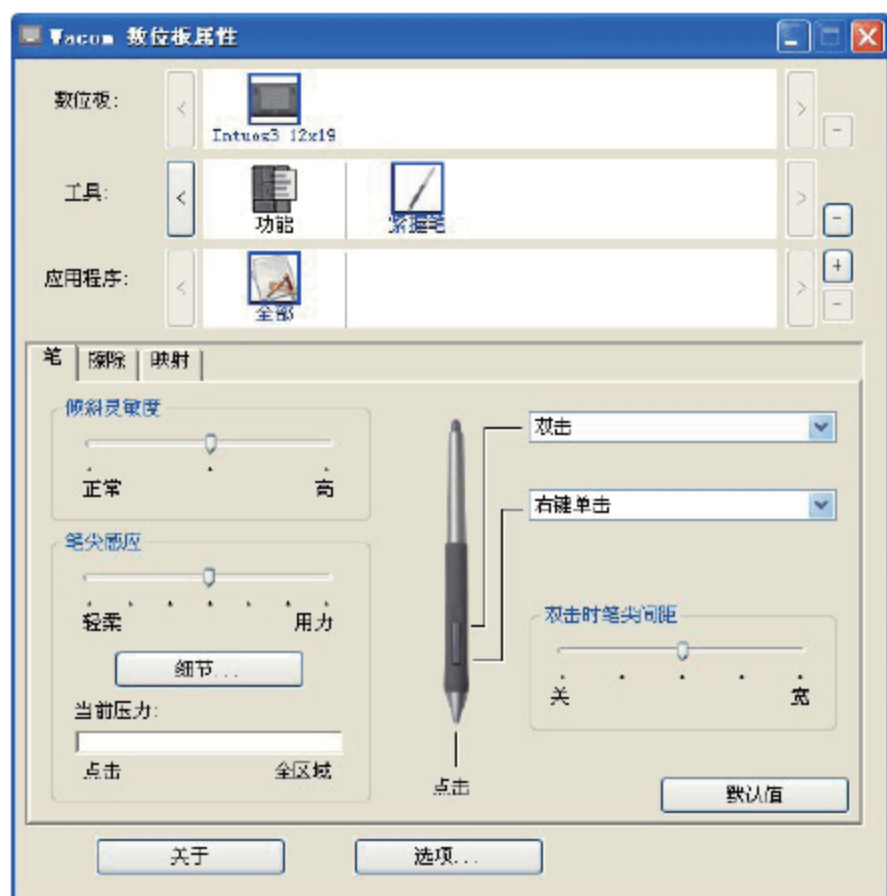 Wacom 数位板属性
数位板:
Intuos3 12x19
工具:
功能
紧握笔
应用程序:
全部
笔 擦除 映射
倾斜灵敏度
正常 高
笔尖感应
轻柔 用力
细节...
当前压力:
点击 全区域
双击
右键单击
双击时笔尖间距
关 宽
点击
默认值
关于 选项...